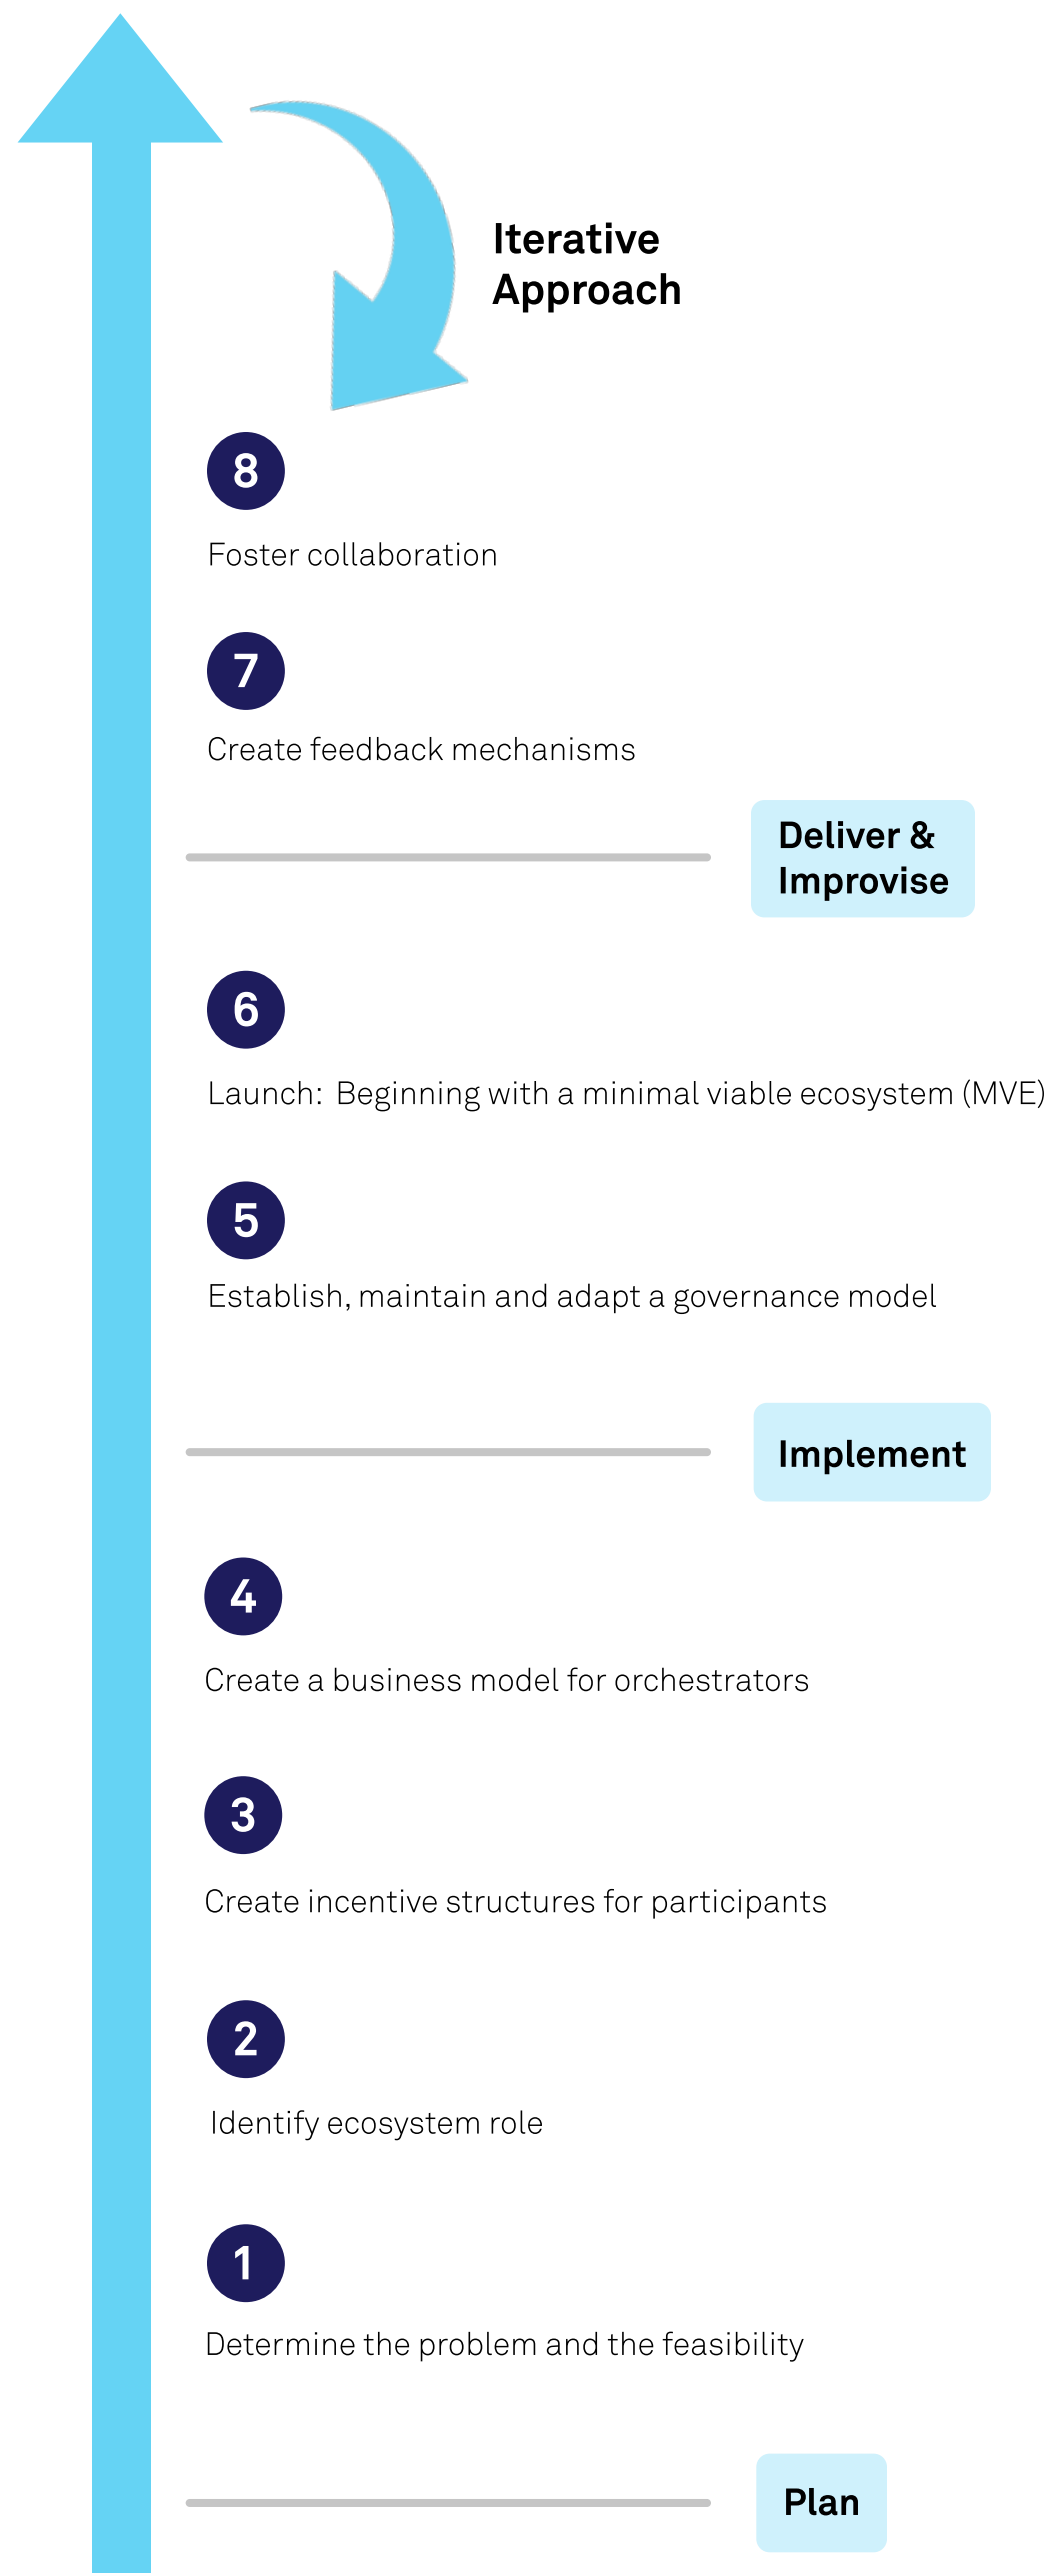 Iterative
Approach
8
Foster collaboration
7
Create feedback mechanisms
Deliver &
Improvise
6
Launch: Beginning with a minimal viable ecosystem (MVE)
5
Establish, maintain and adapt a governance model
Implement
4
Create a business model for orchestrators
3
Create incentive structures for participants
2
Identify ecosystem role
1
Determine the problem and the feasibility
Plan